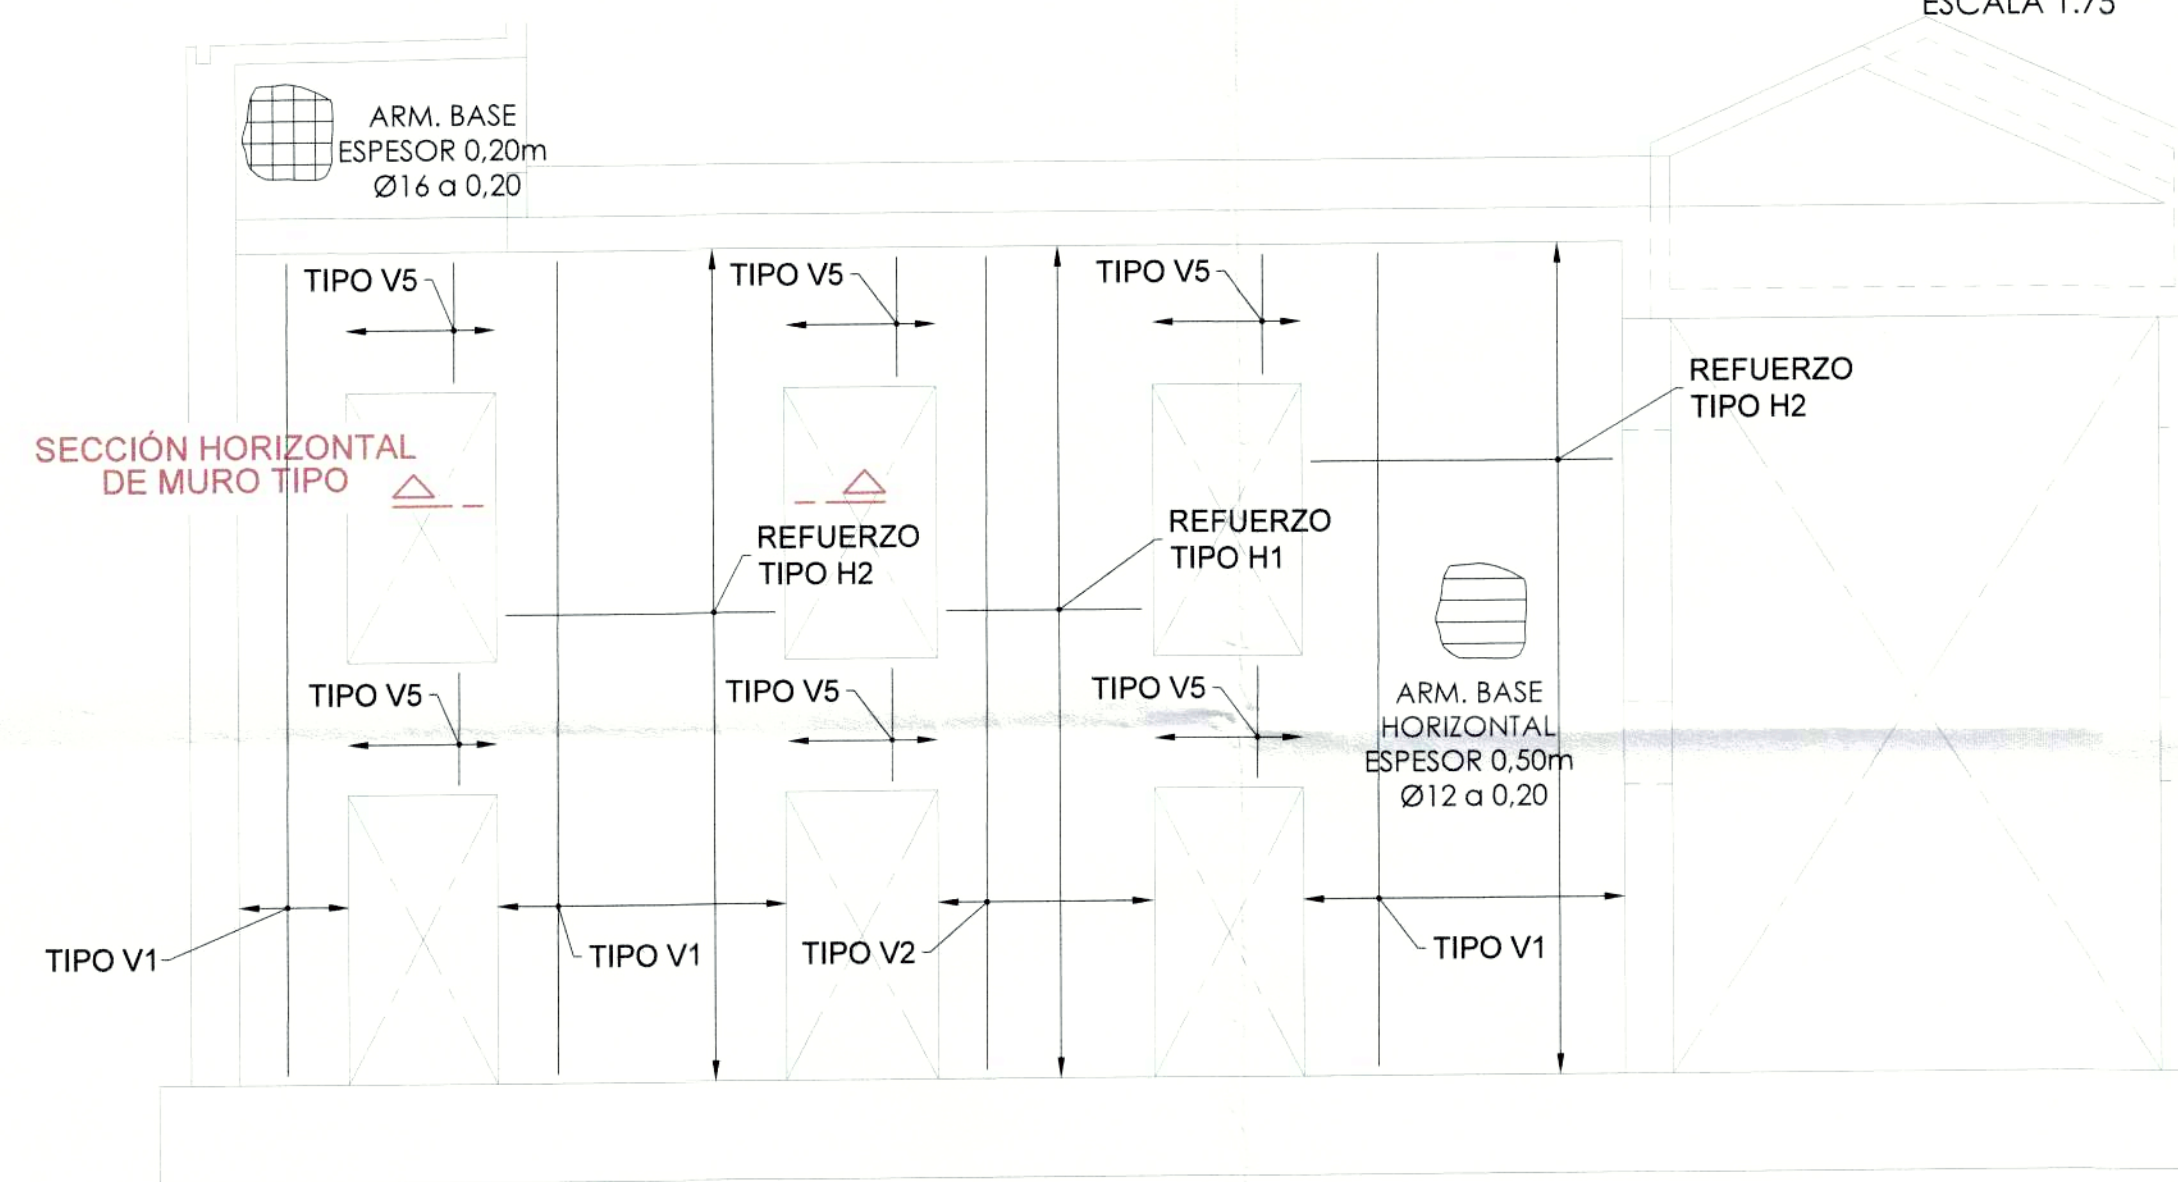 ESCALA 1:75
ARM. BASE
ESPESOR 0,20m
Ø16 a 0,20
TIPO V5
TIPO V5
TIPO V5
REFUERZO
TIPO H2
SECCIÓN HORIZONTAL
DE MURO TIPO
REFUERZO
TIPO H2
REFUERZO
TIPO H1
TIPO V5
TIPO V5
TIPO V5
ARM. BASE
HORIZONTAL
ESPESOR 0,50m
Ø12 a 0,20
TIPO V1
TIPO V1
TIPO V2
TIPO V1